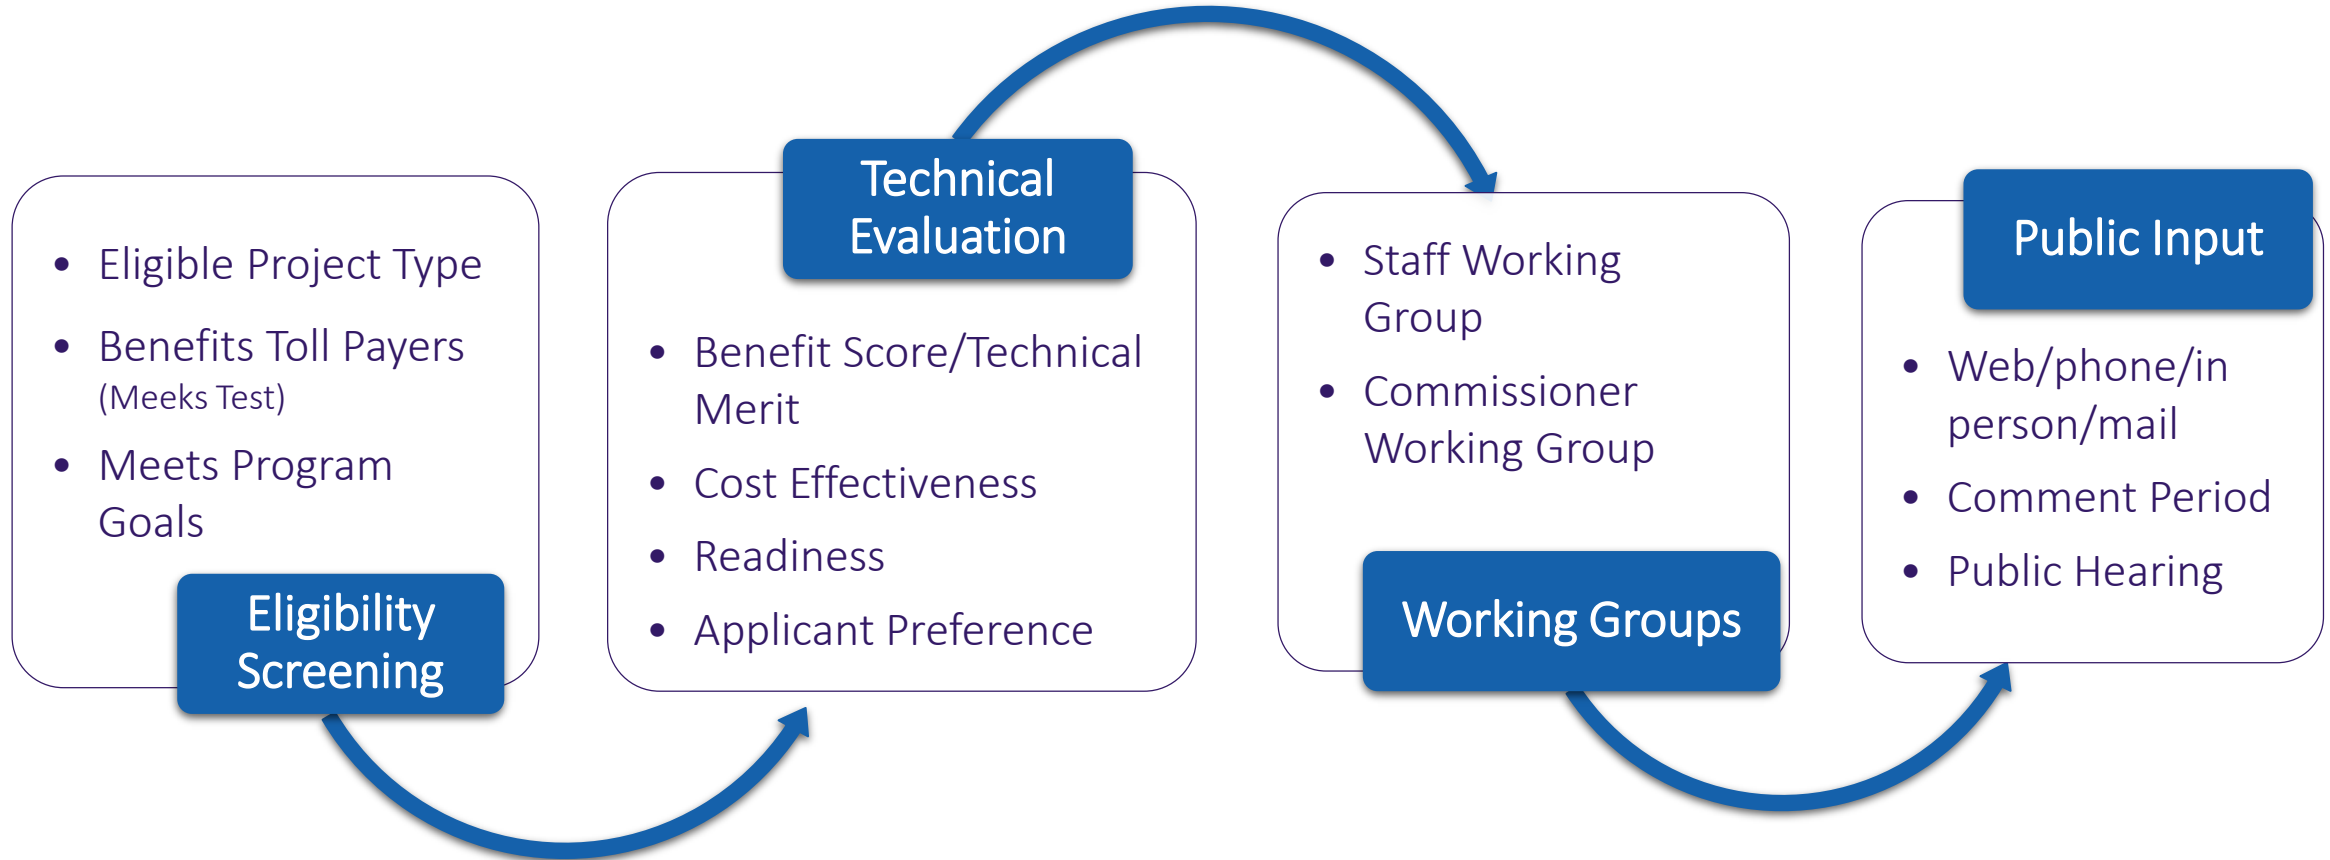 • Eligible Project Type
• Benefits Toll Payers
(Meeks Test)
• Meets Program
Goals
Eligibility
Screening
Technical
Evaluation
• Benefit Score/Technical
Merit
• Cost Effectiveness
• Readiness
• Applicant Preference
• Staff Working
Group
• Commissioner
Working Group
Working Groups
Public Input
• Web/phone/in
person/mail
• Comment Period
• Public Hearing